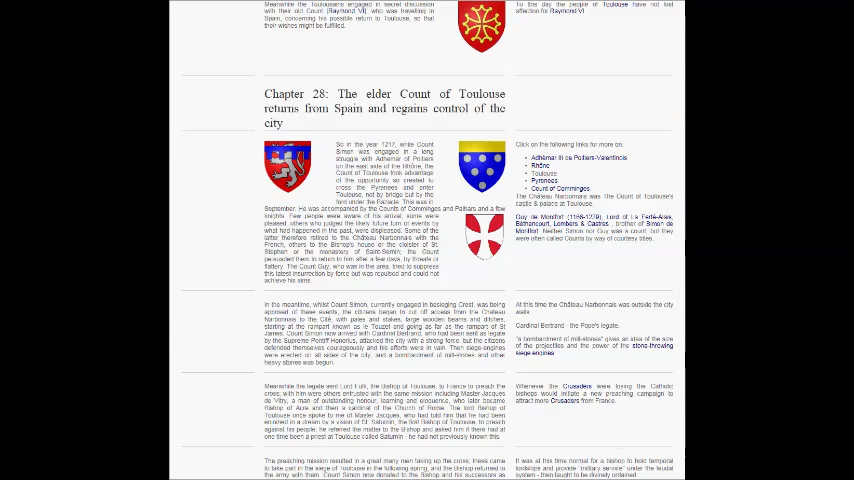 Meanwhile the Toulousains engaged in secret discussion
with their old Count (Raymond VI) who was travelling in
Spain, concerning his possible return to Toulouse, so that
their wishes might be fulfilled.
To this day the people of Toulouse have not lost
affection for Raymond VI
Chapter 28: The elder Count of Toulouse
returns from Spain and regains control of the
city
So in the year 1217, while Count
Simon was engaged in a long
struggle with Adhemar of Poitiers
on the east side of the Rhône, the
Count of Toulouse took advantage
of the opportunity so created to
cross the Pyrenees and enter
Toulouse, not by bridge but by the
ford under the Bazacle. This was in
September. He was accompanied by the Counts of Comminges and Palhars and a few
knights. Few people were aware of his arrival; some were
pleased, others who judged the likely future turn of events by
what had happened in the past, were displeased. Some of the
latter therefore retired to the Château Narbonnais with the
French, others to the Bishop's house or the cloister of St.
Stephen or the monastery of Saint-Sernin; the Count
persuaded them to return to him after a few days, by threats or
flattery. The Count Guy, who was in the area, tried to suppress
this latest insurrection by force but was repulsed and could not
achieve his aims.
Click on the following links for more on:
• Adhémar III de Poitiers-Valentinois
• Rhône
• Toulouse
• Pyrenees
• Count of Comminges
The Château Narbonnais was The Count of Toulouse's
castle & palace at Toulouse.
Guy de Montfort (1166-1229), Lord of La Ferté-Alais,
Béthancourt, Lombers & Castres , brother of Simon de
Montfort. Neither Simon nor Guy was a count, but they
were often called Counts by way of courtesy titles.
In the meantime, whilst Count Simon, currently engaged in besieging Crest, was being
apprised of these events, the citizens began to cut off access from the Chateau
Narbonnais to the Cité, with pales and stakes, large wooden beams and ditches,
starting at the rampart known as le Touzet and going as far as the rampart of St
James. Count Simon now arrived with Cardinal Bertrand, who had been sent as legate
by the Supreme Pontiff Honorius, attacked the city with a strong force, but the citizens
defended themselves courageously and his efforts were in vain. Then siege-engines
were erected on all sides of the city, and a bombardment of mill-stones and other
heavy stones was begun.
At this time the Château Narbonnais was outside the city
walls
Cardinal Bertrand - the Pope's legate.
"a bombardment of mill-stones" gives an idea of the size
of the projectiles and the power of the stone-throwing
siege engines
Meanwhile the legate sent Lord Fulk, the Bishop of Toulouse, to France to preach the
cross; with him were others entrusted with the same mission including Master Jacques
de Vitry, a man of outstanding honour, learning and eloquence, who later became
Bishop of Acre and then a cardinal of the Church of Rome. The lord Bishop of
Toulouse once spoke to me of Master Jacques, who had told him that he had been
enjoined in a dream by a vision of St. Saturnin, the first Bishop of Toulouse, to preach
against his people; he referred the matter to the Bishop and asked him if there had at
one time been a priest at Toulouse called Saturnin - he had not previously known this.
Whenever the Crusaders were losing the Catholic
bishops would initiate a new preaching campaign to
attract more Crusaders from France.
The preaching mission resulted in a great many men taking up the cross; these came
to take part in the siege of Toulouse in the following spring, and the Bishop returned to
the army with them. Count Simon now donated to the Bishop and his successors as
It was at this time normal for a bishop to hold temporal
lordships and provide "military service" under the feudal
system - then taught to be divinely ordained